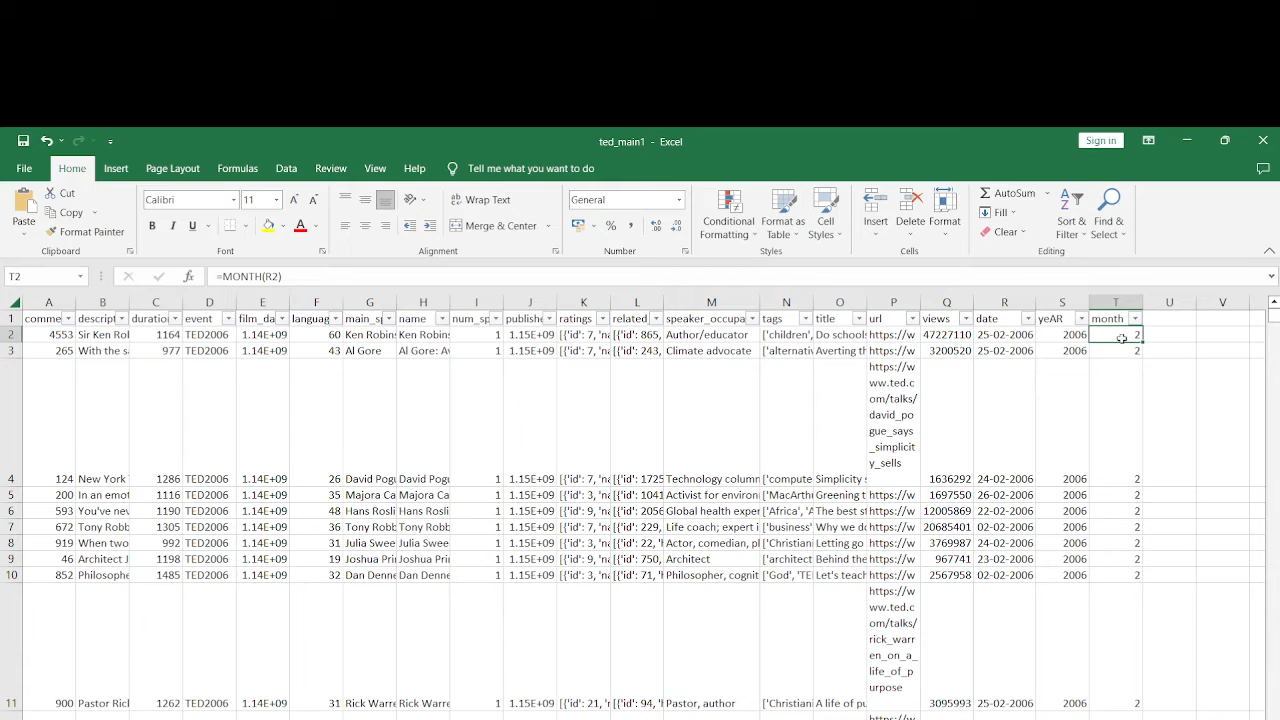 ted_main1 - Excel
Sign in
File Home Insert Page Layout Formulas Data Review View Help Tell me what you want to do
Cut
Copy
Format Painter
Paste
Clipboard
Calibri 11
B I U
Font
Wrap Text
Merge & Center
Alignment
General
Number
Conditional Formatting
Format as Table
Cell Styles
Styles
Insert Delete Format
Cells
AutoSum
Fill
Clear
Sort & Filter
Find & Select
Editing
T2 fx =MONTH(R2)
A B C D E F G H I J K L M N O P Q R S T U V
1 comme descript duration event film_da languag main_sp name num_sp publishe ratings related speaker_occupa tags title url views date yeAR month
2 4553 Sir Ken Rol 1164 TED2006 1.14E+09 60 Ken Robins Ken Robins 1 1.15E+09 [{'id': 7, 'na [{'id': 865, Author/educator ['children', Do schools https://w 47227110 25-02-2006 2006 2
3 265 With the sa 977 TED2006 1.14E+09 43 Al Gore Al Gore: Av 1 1.15E+09 [{'id': 7, 'na [{'id': 243, Climate advocate ['alternativ Averting th https://w 3200520 25-02-2006 2006 2
https://w
ww.ted.c
om/talks/
david_po
gue_says
_simplicit
y_sells
4 124 New York T 1286 TED2006 1.14E+09 26 David Pogu David Pogu 1 1.15E+09 [{'id': 7, 'na [{'id': 1725 Technology column ['compute Simplicity s 1636292 24-02-2006 2006 2
5 200 In an emot 1116 TED2006 1.14E+09 35 Majora Ca Majora Ca 1 1.15E+09 [{'id': 3, 'na [{'id': 1041 Activist for environ ['MacArth Greening t https://w 1697550 26-02-2006 2006 2
6 593 You've nev 1190 TED2006 1.14E+09 48 Hans Rosli Hans Rosli 1 1.15E+09 [{'id': 9, 'na [{'id': 2056 Global health exper ['Africa', 'A The best st https://w 12005869 22-02-2006 2006 2
7 672 Tony Robb 1305 TED2006 1.14E+09 36 Tony Robb Tony Robb 1 1.15E+09 [{'id': 7, 'na [{'id': 229, Life coach; expert i ['business' Why we do https://w 20685401 02-02-2006 2006 2
8 919 When two 992 TED2006 1.14E+09 31 Julia Swee Julia Swee 1 1.15E+09 [{'id': 3, 'na [{'id': 22, 'h Actor, comedian, pl ['Christiani Letting go https://w 3769987 24-02-2006 2006 2
9 46 Architect J 1198 TED2006 1.14E+09 19 Joshua Pri Joshua Pri 1 1.15E+09 [{'id': 9, 'na [{'id': 750, Architect ['architect Behind the https://w 967741 23-02-2006 2006 2
10 852 Philosophe 1485 TED2006 1.14E+09 32 Dan Denne Dan Denne 1 1.15E+09 [{'id': 3, 'na [{'id': 71, 'h Philosopher, cognit ['God', 'TE Let's teach https://w 2567958 02-02-2006 2006 2
https://w
ww.ted.c
om/talks/
rick_warr
en_on_a_
life_of_p
urpose
11 900 Pastor Rick 1262 TED2006 1.14E+09 31 Rick Warre Rick Warre 1 1.15E+09 [{'id': 21, 'r [{'id': 94, 'h Pastor, author ['Christiani A life of pu 3095993 25-02-2006 2006 2
https://w